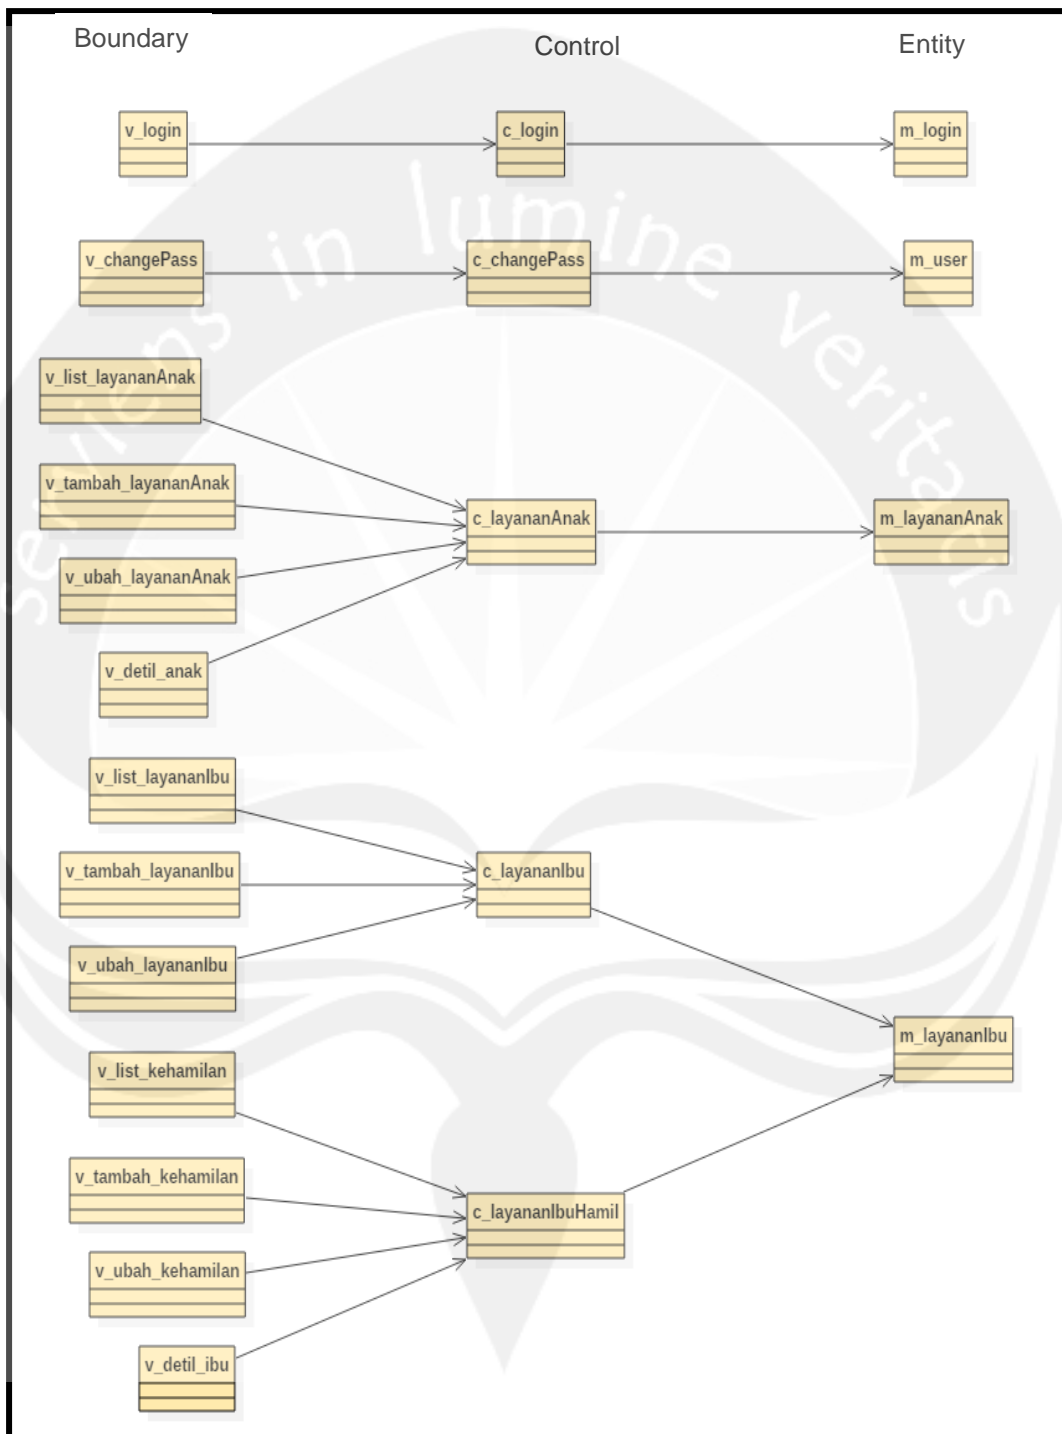 Boundary
Control
Entity
v_login
c_login
m_login
serviens in lumine veritatis
v_changePass
c_changePass
m_user
v_list_layananAnak
v_tambah_layananAnak
c_layananAnak
m_layananAnak
v_ubah_layananAnak
v_detil_anak
v_list_layananIbu
v_tambah_layananIbu
c_layananIbu
v_ubah_layananIbu
m_layananIbu
v_list_kehamilan
v_tambah_kehamilan
c_layananIbuHamil
v_ubah_kehamilan
v_detil_ibu